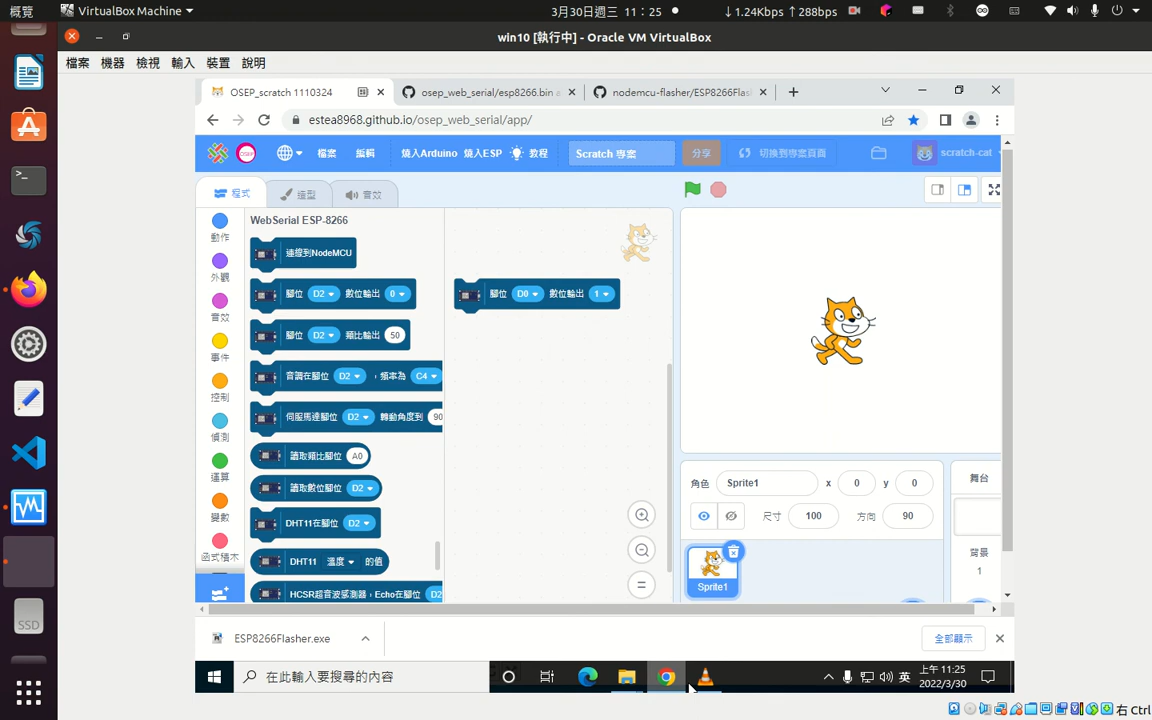 概覽
VirtualBox Machine
3月30日週三 11：25
↓1.24Kbps ↑288bps
win10 [執行中] - Oracle VM VirtualBox
檔案 機器 檢視 輸入 裝置 說明
OSEP_scratch 1110324
osep_web_serial/esp8266.bin a
nodemcu-flasher/ESP8266Flas
estea8968.github.io/osep_web_serial/app/
檔案 編輯 燒入Arduino 燒入ESP 教程 Scratch 專案 分享 切換到專案頁面 scratch-cat
程式 造型 音效
動作
外觀
音效
事件
控制
偵測
運算
變數
函式積木
WebSerial ESP-8266
連線到NodeMCU
腳位 D2 數位輸出 0
腳位 D2 類比輸出 50
音調在腳位 D2 ，頻率為 C4
伺服馬達腳位 D2 轉動角度到 90
讀取類比腳位 A0
讀取數位腳位 D2
DHT11在腳位 D2
DHT11 溫度 的值
HCSR超音波感測器，Echo在腳位 D2
腳位 D0 數位輸出 1
角色 Sprite1 x 0 y 0
尺寸 100 方向 90
Sprite1
舞台
背景
1
ESP8266Flasher.exe
全部顯示
在此輸入要搜尋的內容
英
上午 11:25
2022/3/30
SSD
右 Ctrl